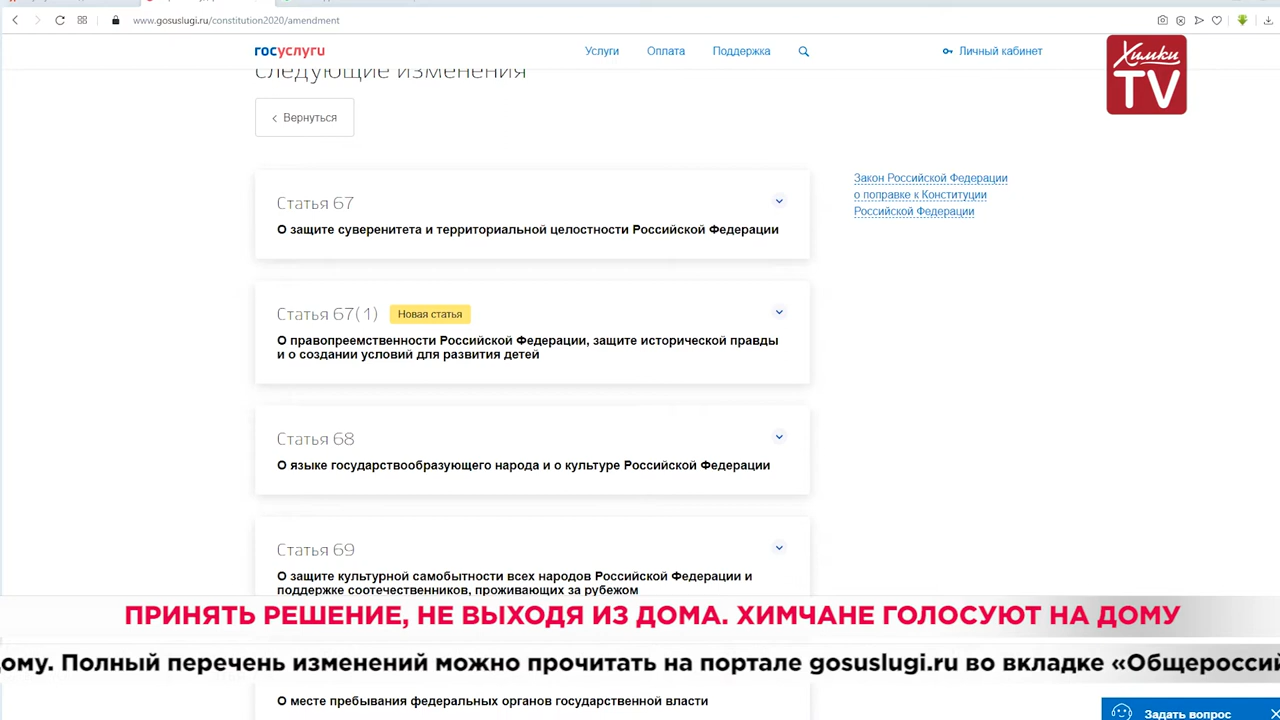 www.gosuslugi.ru/constitution2020/amendment
госуслуги
Услуги
Оплата
Поддержка
Личный кабинет
Химки
TV
следующие изменения
Вернуться
Статья 67
О защите суверенитета и территориальной целостности Российской Федерации
Закон Российской Федерации
о поправке к Конституции
Российской Федерации
Статья 67(1)
Новая статья
О правопреемственности Российской Федерации, защите исторической правды
и о создании условий для развития детей
Статья 68
О языке государствообразующего народа и о культуре Российской Федерации
Статья 69
О защите культурной самобытности всех народов Российской Федерации и
поддержке соотечественников, проживающих за рубежом
ПРИНЯТЬ РЕШЕНИЕ, НЕ ВЫХОДЯ ИЗ ДОМА. ХИМЧАНЕ ГОЛОСУЮТ НА ДОМУ
ому. Полный перечень изменений можно прочитать на портале gosuslugi.ru во вкладке «Общероссий
О месте пребывания федеральных органов государственной власти
Задать вопрос